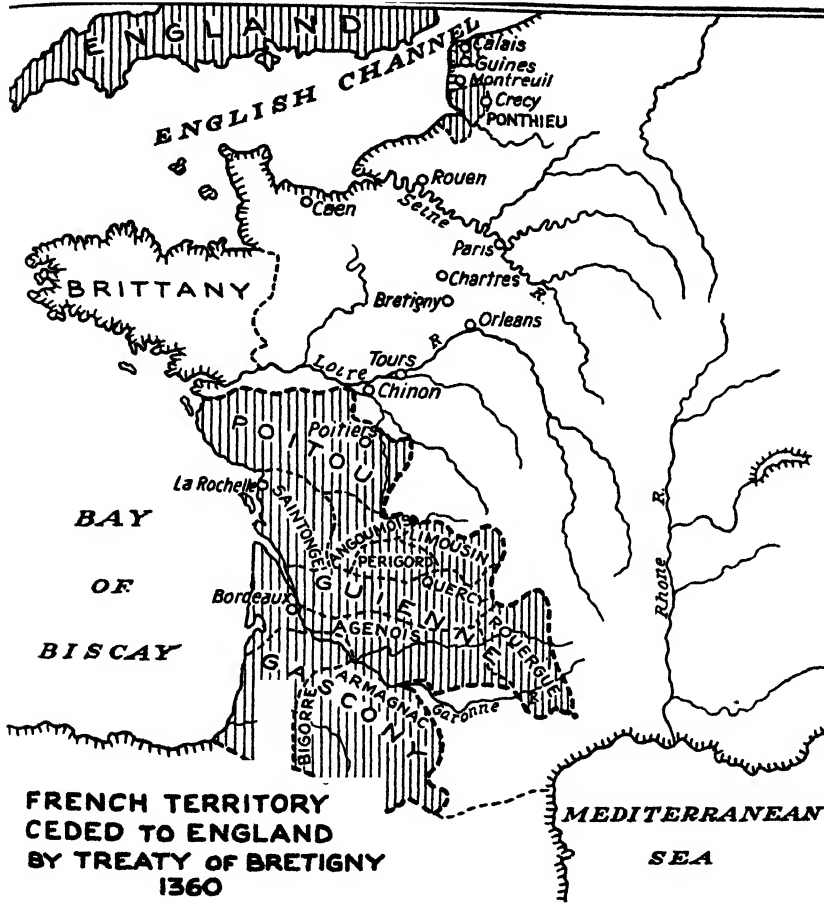 ENGLAND
ENGLISH CHANNEL
Calais
Guines
Montreuil
Crecy
PONTHIEU
Rouen
Caen
Seine
Paris
R.
Chartres
Bretigny
BRITTANY
Orleans
R
Loire
Tours
Chinon
POITOU
Poitiers
La Rochelle
SAINTONGE
ANGOUMOIS
LIMOUSIN
PERIGORD
BAY
OF
BISCAY
GUIENNE
QUERCY
Bordeaux
AGENOIS
ROUERGUE
Rhone R.
GASCONY
ARMAGNAC
BIGORRE
Garonne
R.
FRENCH TERRITORY
CEDED TO ENGLAND
BY TREATY OF BRETIGNY
1360
MEDITERRANEAN
SEA